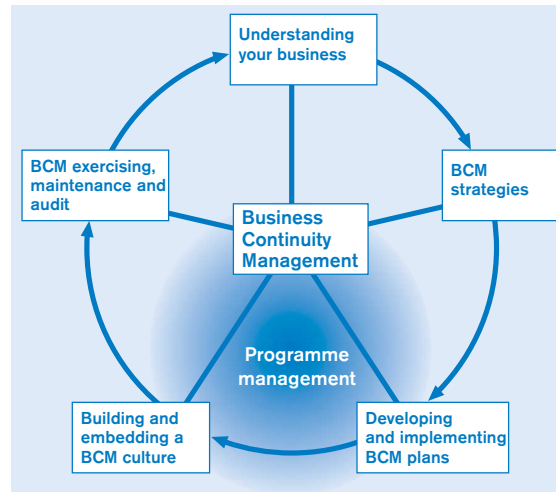 Understanding
your business
BCM exercising,
maintenance and
audit
BCM
strategies
Business
Continuity
Management
Programme
management
Building and
embedding a
BCM culture
Developing
and implementing
BCM plans